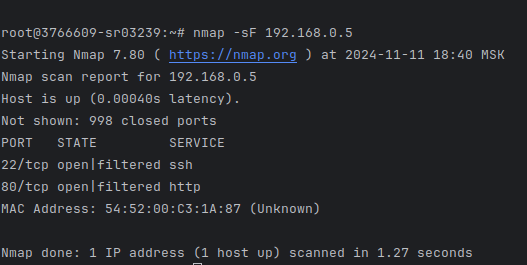 root@3766609-sr03239:~# nmap -sF 192.168.0.5
Starting Nmap 7.80 ( https://nmap.org ) at 2024-11-11 18:40 MSK
Nmap scan report for 192.168.0.5
Host is up (0.00040s latency).
Not shown: 998 closed ports
PORT   STATE         SERVICE
22/tcp open|filtered ssh
80/tcp open|filtered http
MAC Address: 54:52:00:C3:1A:87 (Unknown)

Nmap done: 1 IP address (1 host up) scanned in 1.27 seconds